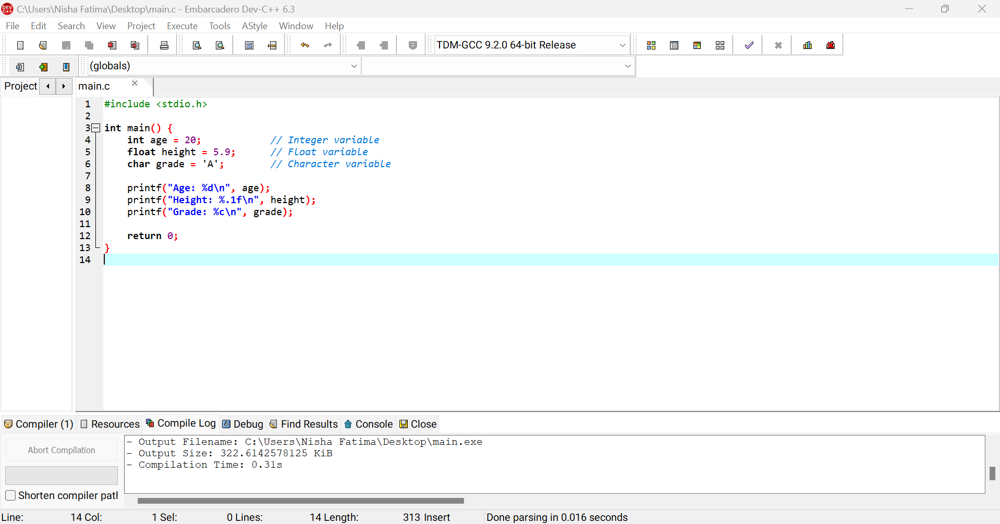 C:\Users\Nisha Fatima\Desktop\main.c - Embarcadero Dev-C++ 6.3
File Edit Search View Project Execute Tools AStyle Window Help
TDM-GCC 9.2.0 64-bit Release
(globals)
Project main.c
1 #include <stdio.h>
2
3 int main() {
4     int age = 20;            // Integer variable
5     float height = 5.9;      // Float variable
6     char grade = 'A';        // Character variable
7
8     printf("Age: %d\n", age);
9     printf("Height: %.1f\n", height);
10     printf("Grade: %c\n", grade);
11
12     return 0;
13 }
14
Compiler (1) Resources Compile Log Debug Find Results Console Close
Abort Compilation
- Output Filename: C:\Users\Nisha Fatima\Desktop\main.exe
- Output Size: 322.6142578125 KiB
- Compilation Time: 0.31s
Shorten compiler pat
Line: 14 Col: 1 Sel: 0 Lines: 14 Length: 313 Insert Done parsing in 0.016 seconds